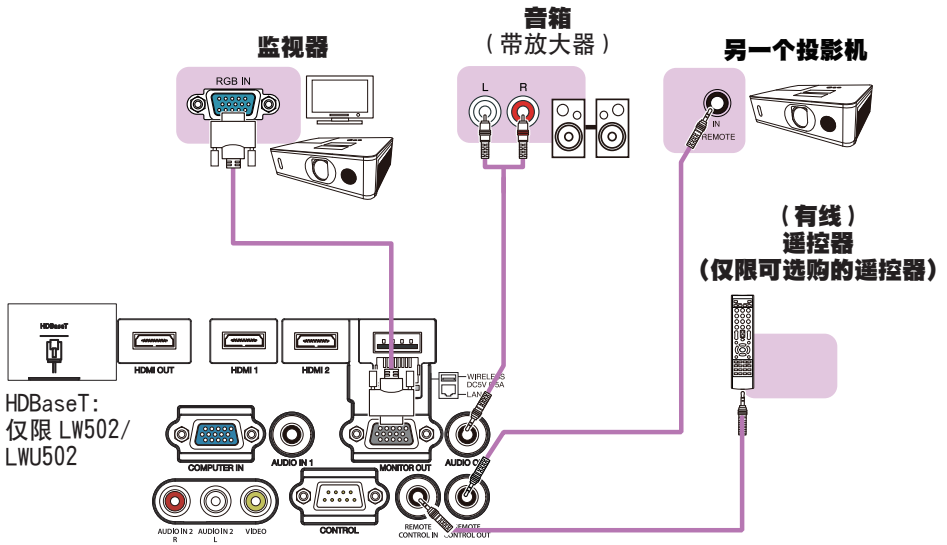 监视器
RGB IN
音箱
（带放大器）
L
R
另一个投影机
IN
REMOTE
（有线）
遥控器
（仅限可选购的遥控器）
HDBaseT
HDMI OUT
HDMI 1
HDMI 2
WIRELESS
LAN
HDBaseT:
仅限 LW502/
LWU502
COMPUTER IN
AUDIO IN 1
MONITOR OUT
AUDIO
AUDIO IN 2
R
AUDIO IN 2
L
VIDEO
CONTROL
REMOTE
CONTROL IN
REMOTE
CONTROL OUT